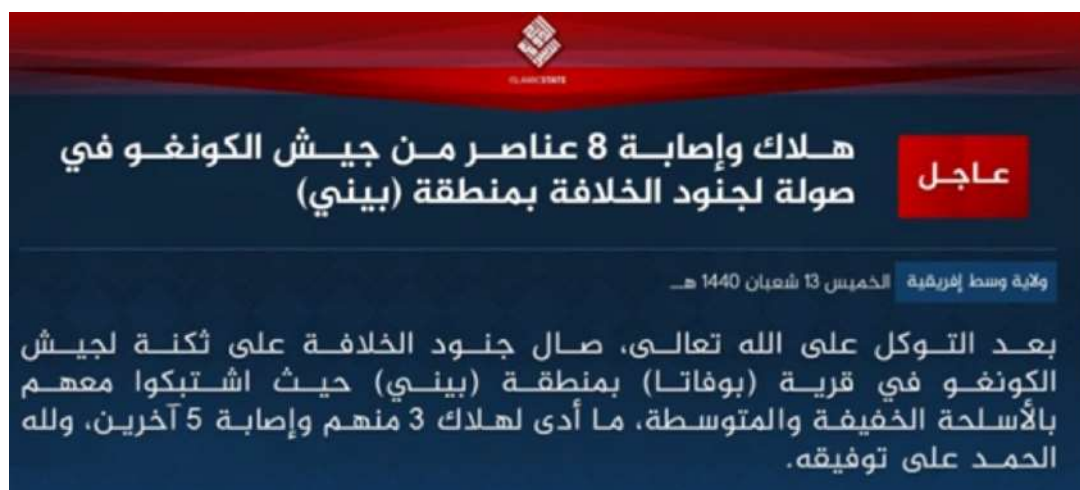 ISLAMIC STATE
عاجل
هلاك وإصابة 8 عناصر من جيش الكونغو في
صولة لجنود الخلافة بمنطقة (بيني)
ولاية وسط إفريقية الخميس 13 شعبان 1440 هـ
بعد التوكل على الله تعالى، صال جنود الخلافة على ثكنة لجيش
الكونغو في قرية (بوفاتا) بمنطقة (بيني) حيث اشتبكوا معهم
بالأسلحة الخفيفة والمتوسطة، ما أدى لهلاك 3 منهم وإصابة 5 آخرين، ولله
الحمد على توفيقه.